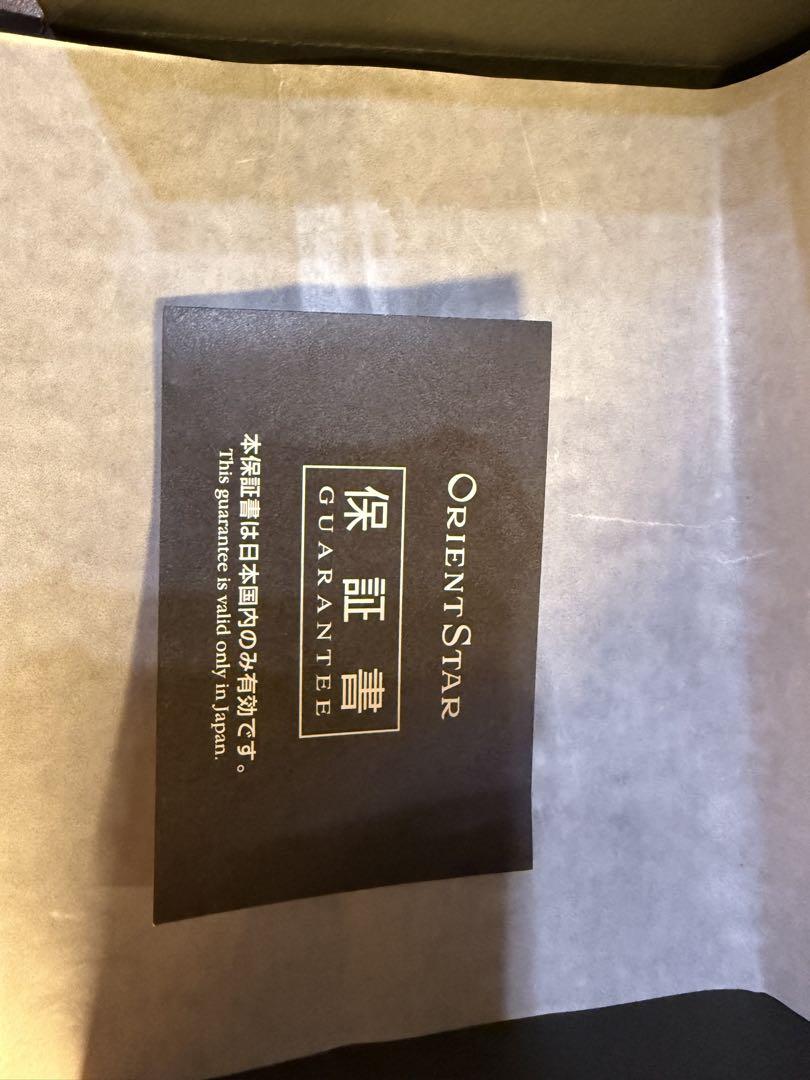 ORIENT STAR
保証書
GUARANTEE
本保証書は日本国内のみ有効です。
This guarantee is valid only in Japan.